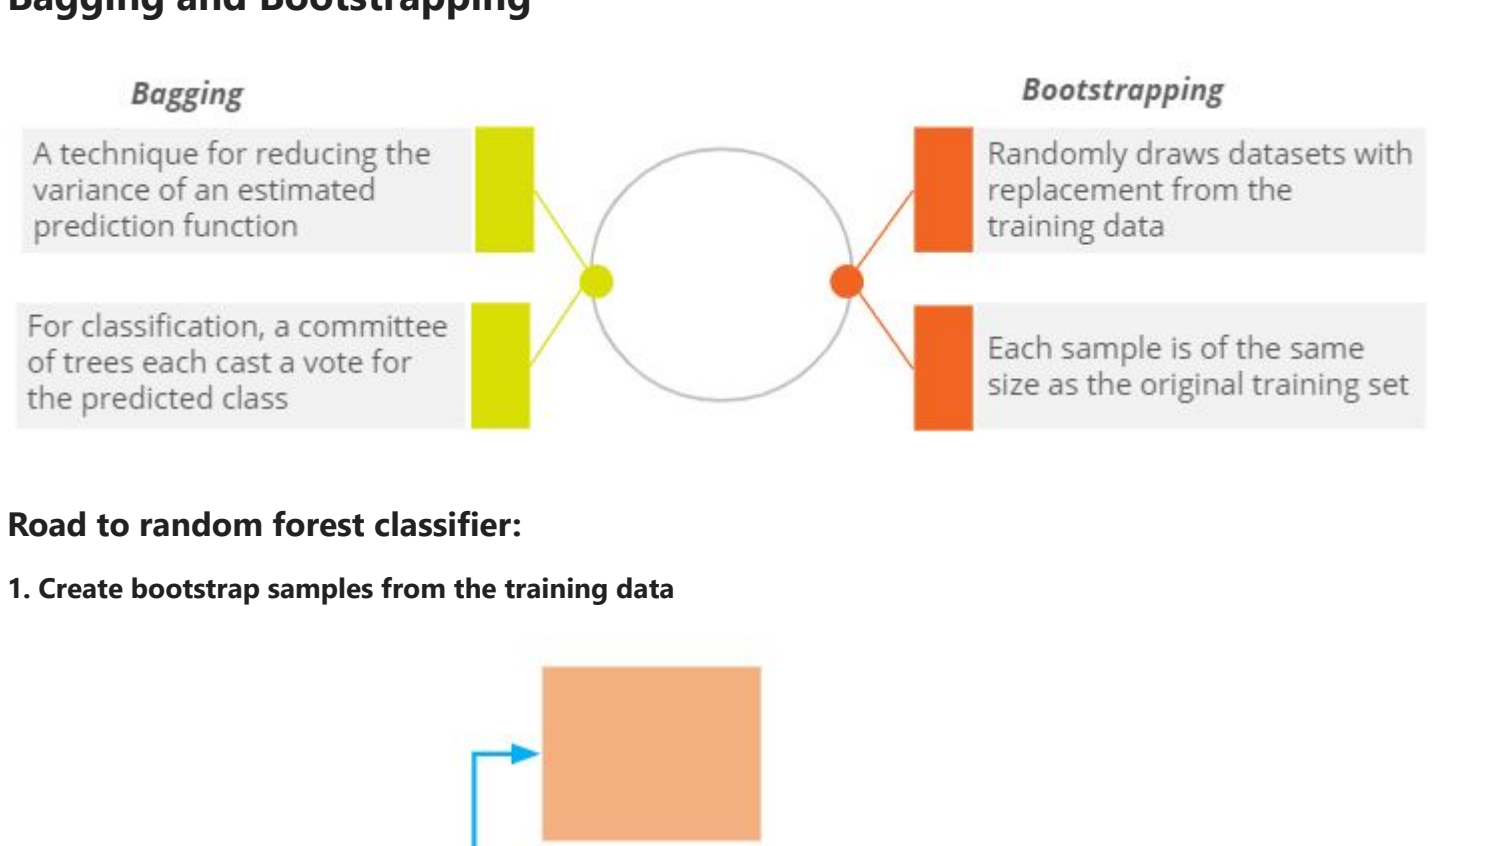 Bagging and Bootstrapping
Bagging
A technique for reducing the
variance of an estimated
prediction function
For classification, a committee
of trees each cast a vote for
the predicted class
Bootstrapping
Randomly draws datasets with
replacement from the
training data
Each sample is of the same
size as the original training set
Road to random forest classifier:
1. Create bootstrap samples from the training data